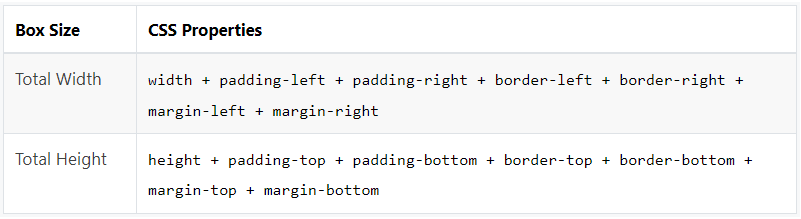 Box Size CSS Properties
Total Width width + padding-left + padding-right + border-left + border-right +
margin-left + margin-right
Total Height height + padding-top + padding-bottom + border-top + border-bottom +
margin-top + margin-bottom